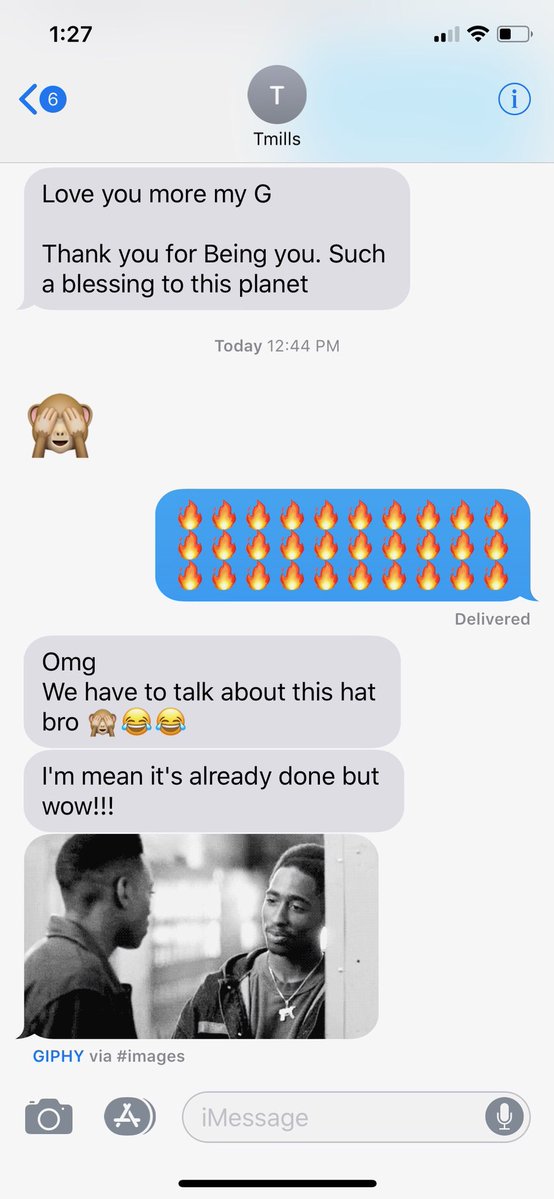 1:27
6
T
Tmills
Love you more my G
Thank you for Being you. Such
a blessing to this planet
Today 12:44 PM
🙈
🔥🔥🔥🔥🔥🔥🔥🔥🔥🔥
🔥🔥🔥🔥🔥🔥🔥🔥🔥🔥
🔥🔥🔥🔥🔥🔥🔥🔥🔥🔥
Delivered
Omg
We have to talk about this hat
bro 🙈😂😂
I'm mean it's already done but
wow!!!
GIPHY via #images
iMessage